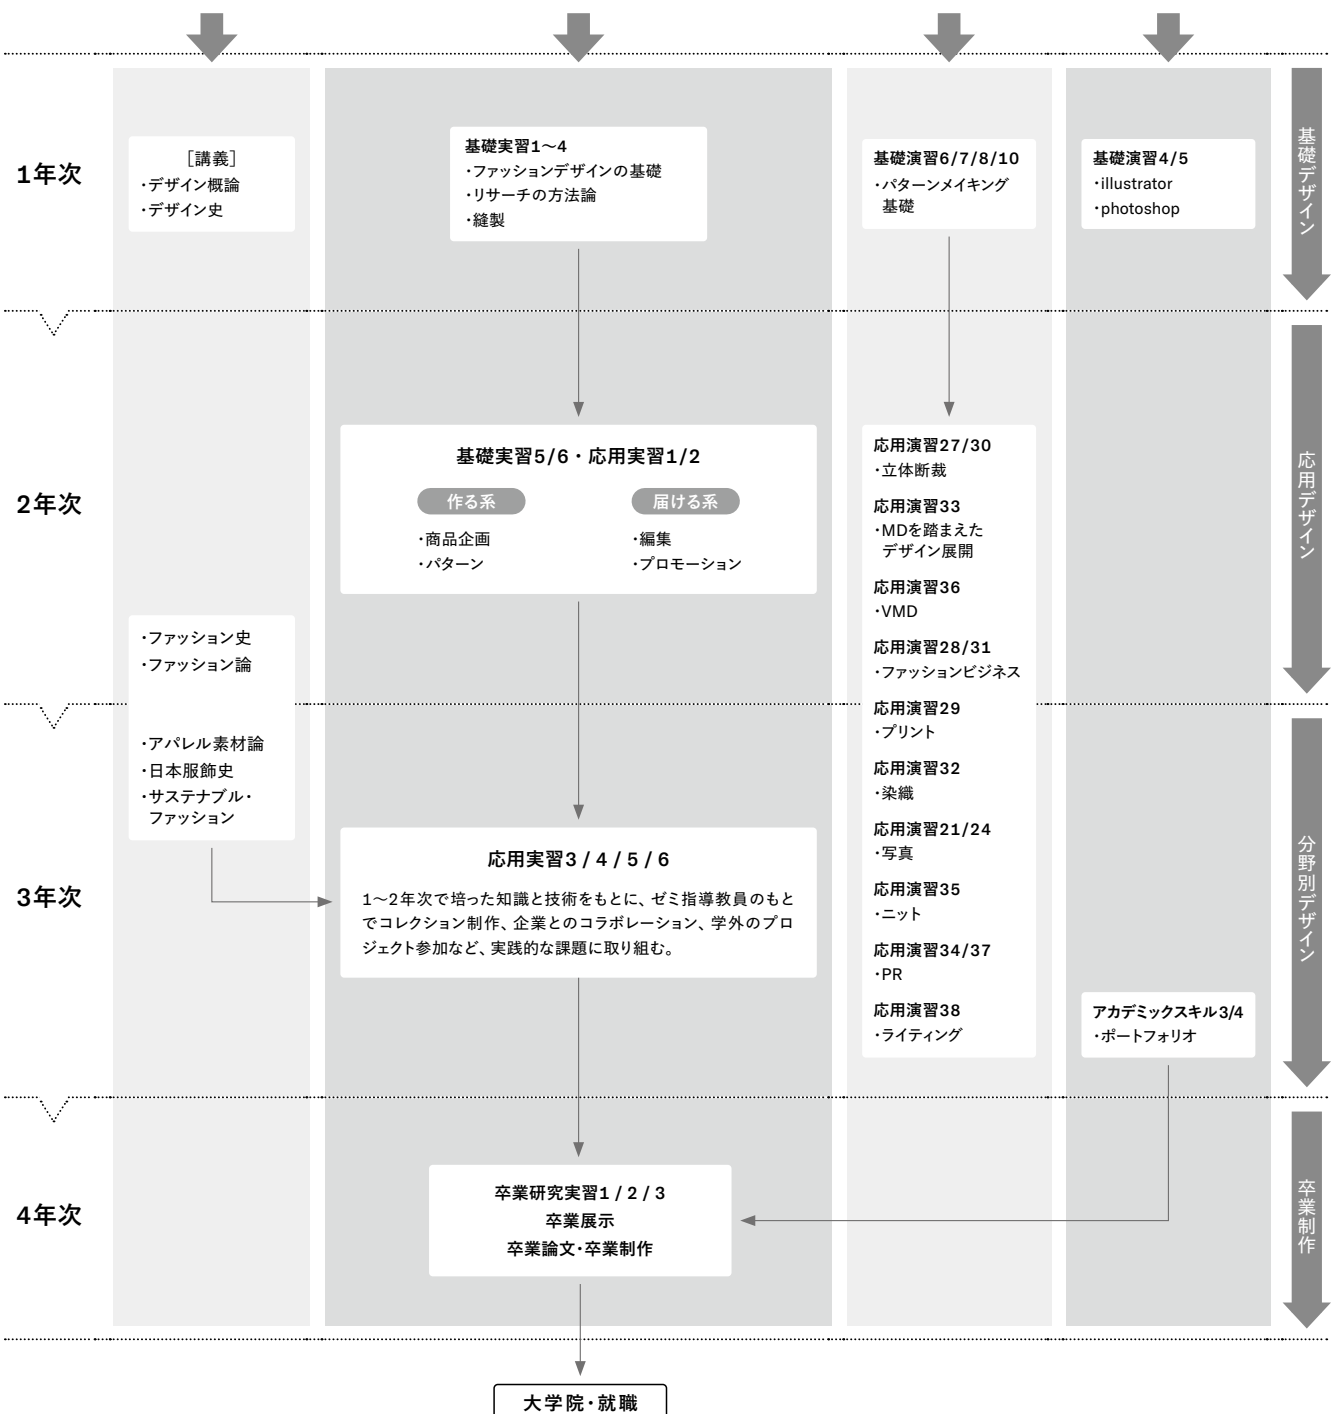 1年次
［講義］
・デザイン概論
・デザイン史
基礎実習1〜4
・ファッションデザインの基礎
・リサーチの方法論
・縫製
基礎演習6/7/8/10
・パターンメイキング
基礎
基礎演習4/5
・illustrator
・photoshop
基礎デザイン
2年次
基礎実習5/6・応用実習1/2
作る系
・商品企画
・パターン
届ける系
・編集
・プロモーション
・ファッション史
・ファッション論
応用演習27/30
・立体断裁
応用演習33
・MDを踏まえた
デザイン展開
応用演習36
・VMD
応用演習28/31
・ファッションビジネス
応用演習29
・プリント
応用演習32
・染織
応用演習21/24
・写真
応用演習35
・ニット
応用演習34/37
・PR
応用演習38
・ライティング
応用デザイン
3年次
・アパレル素材論
・日本服飾史
・サステナブル・
ファッション
応用実習3 / 4 / 5 / 6
1〜2年次で培った知識と技術をもとに、ゼミ指導教員のもと
でコレクション制作、企業とのコラボレーション、学外のプロ
ジェクト参加など、実践的な課題に取り組む。
アカデミックスキル3/4
・ポートフォリオ
分野別デザイン
4年次
卒業研究実習1 / 2 / 3
卒業展示
卒業論文・卒業制作
卒業制作
大学院・就職